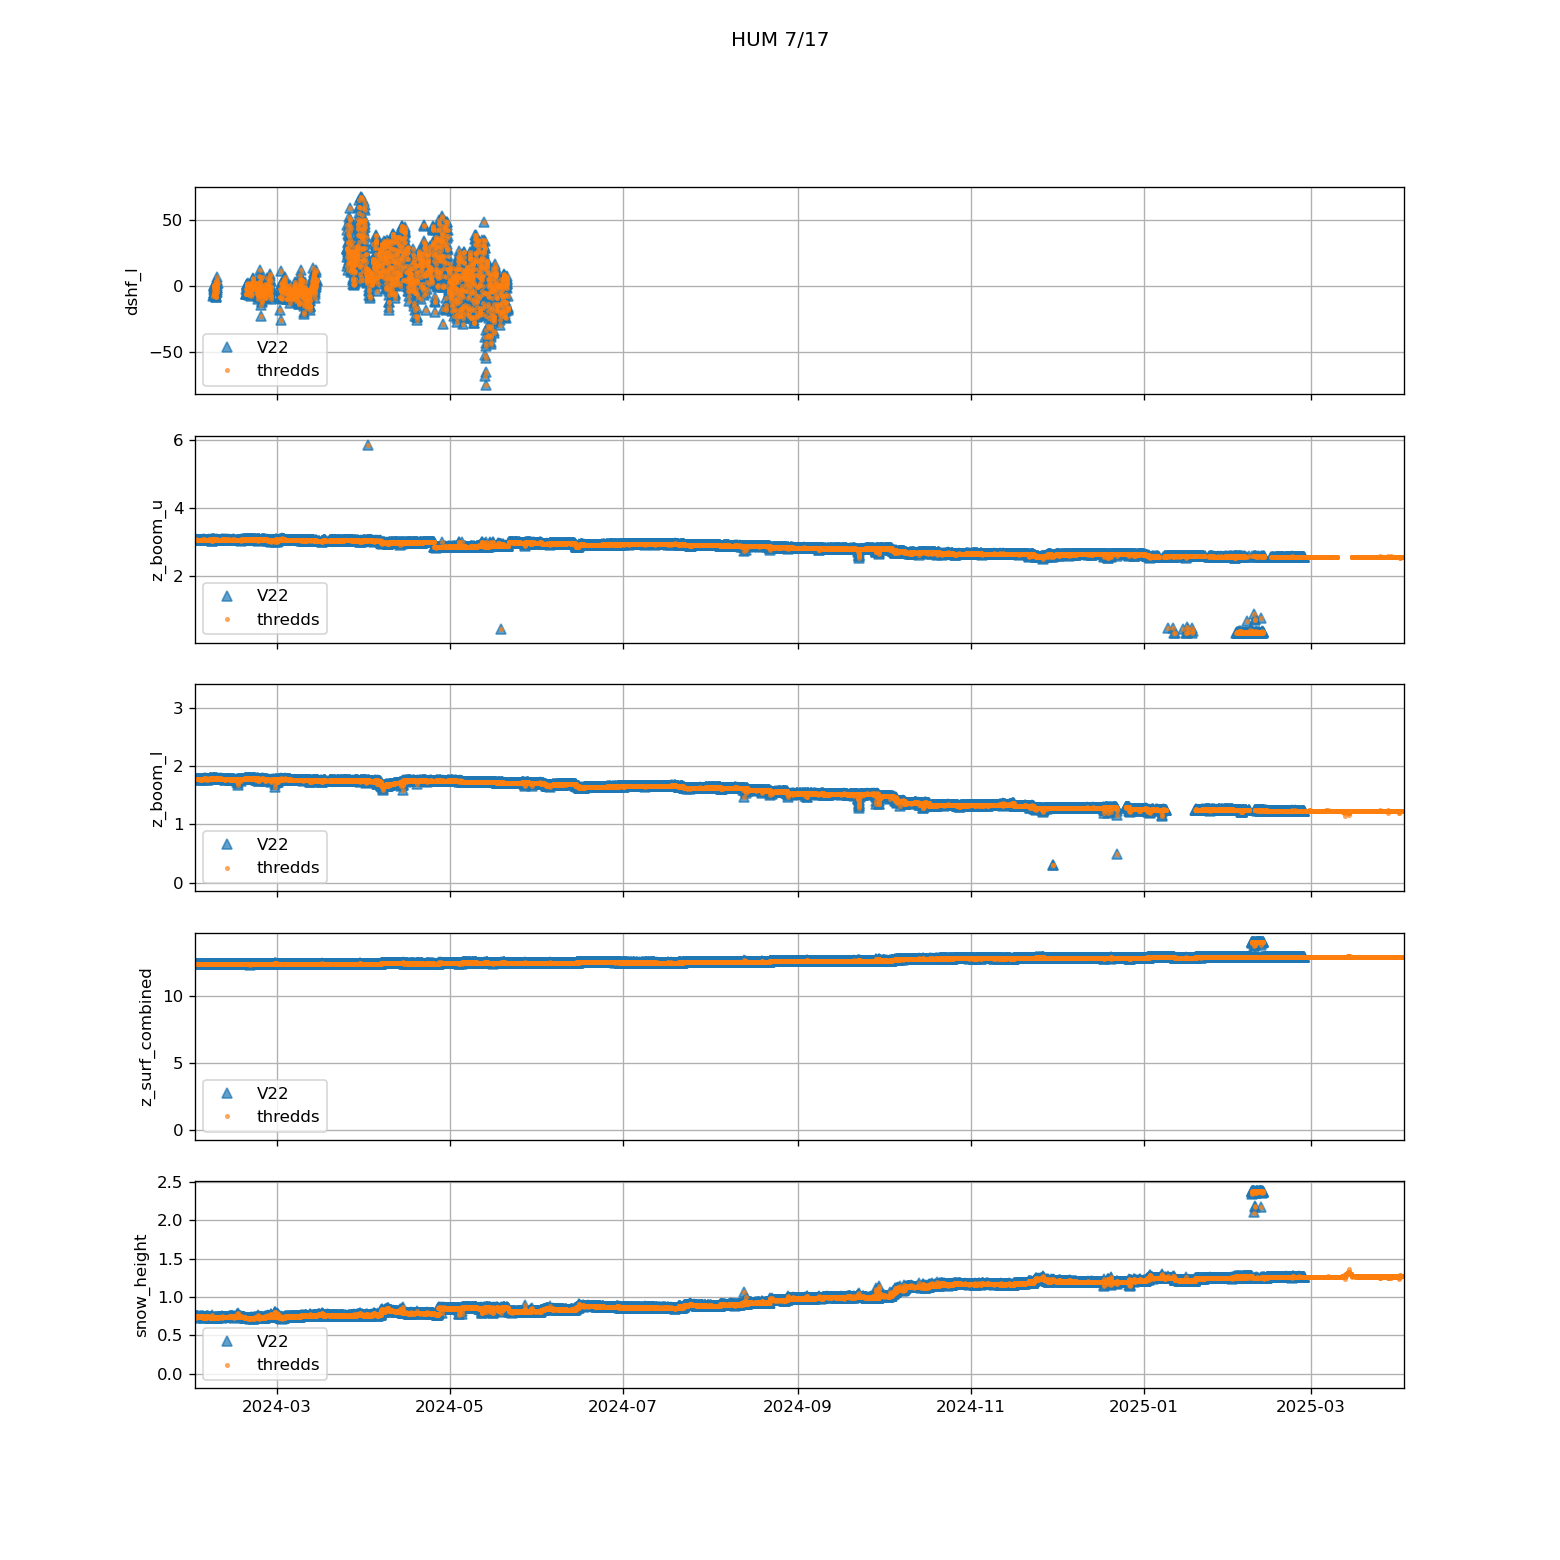 HUM 7/17
dshf_l
50
0
−50
V22
thredds
z_boom_u
6
4
2
V22
thredds
z_boom_l
3
2
1
0
V22
thredds
z_surf_combined
10
5
0
V22
thredds
snow_height
2.5
2.0
1.5
1.0
0.5
0.0
V22
thredds
2024-03 2024-05 2024-07 2024-09 2024-11 2025-01 2025-03